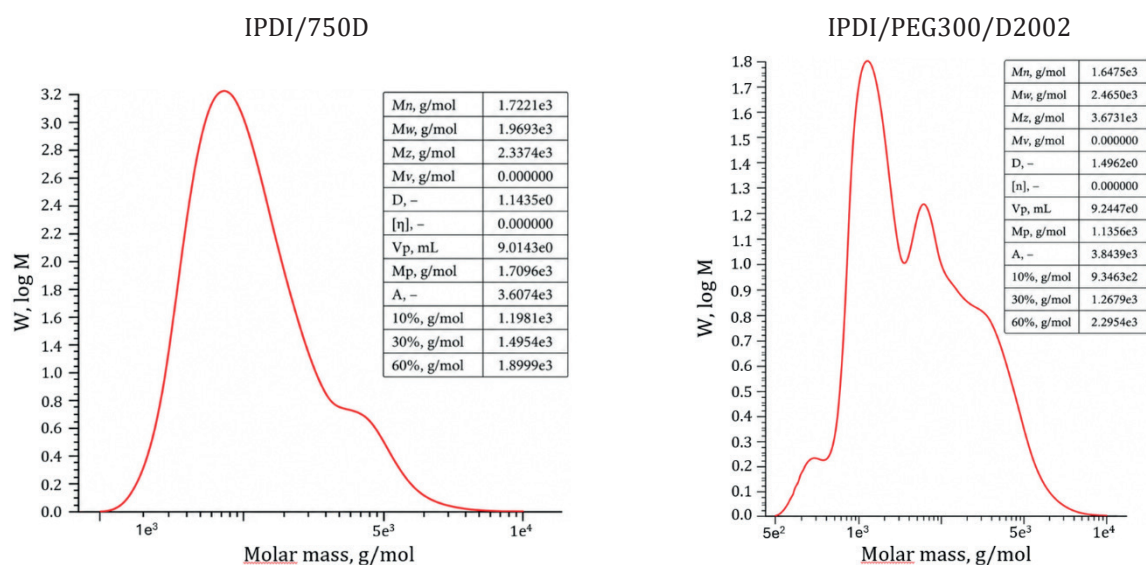 IPDI/750D
3.2
3.0
2.8
2.6
2.4
2.2
2.0
1.8
1.7
1.4
1.1
1.0
0.8
0.6
0.4
0.2
0.0
W, log M
1e³
5e³
1e⁴
Molar mass, g/mol
Mn, g/mol 1.7221e3
Mw, g/mol 1.9693e3
Mz, g/mol 2.3374e3
Mv, g/mol 0.000000
D, – 1.1435e0
[η], – 0.000000
Vp, mL 9.0143e0
Mp, g/mol 1.7096e3
A, – 3.6074e3
10%, g/mol 1.1981e3
30%, g/mol 1.4954e3
60%, g/mol 1.8999e3
IPDI/PEG300/D2002
1.8
1.7
1.6
1.5
1.4
1.3
1.2
1.1
1.0
0.9
0.8
0.7
0.6
0.5
0.4
0.3
0.2
0.1
0.0
W, log M
5e²
1e³
5e³
1e⁴
Molar mass, g/mol
Mn, g/mol 1.6475e3
Mw, g/mol 2.4650e3
Mz, g/mol 3.6731e3
Mv, g/mol 0.000000
D, – 1.4962e0
[n], – 0.000000
Vp, mL 9.2447e0
Mp, g/mol 1.1356e3
A, – 3.8439e3
10%, g/mol 9.3463e2
30%, g/mol 1.2679e3
60%, g/mol 2.2954e3